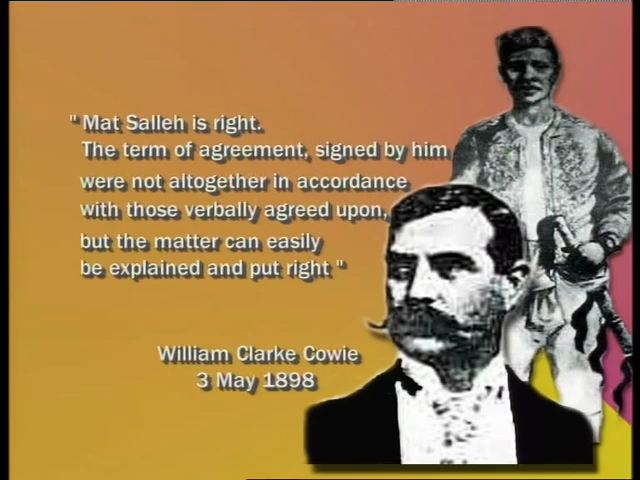 " Mat Salleh is right.
The term of agreement, signed by him
were not altogether in accordance
with those verbally agreed upon,
but the matter can easily
be explained and put right "
William Clarke Cowie
3 May 1898